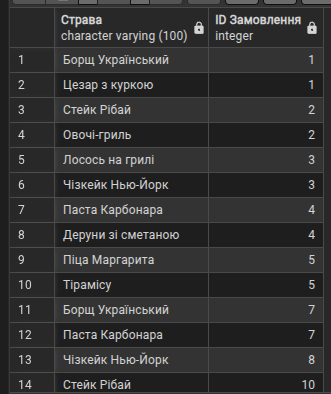 Страва ID Замовлення
character varying (100) integer
1 Борщ Український 1
2 Цезар з куркою 1
3 Стейк Рібай 2
4 Овочі-гриль 2
5 Лосось на грилі 3
6 Чізкейк Нью-Йорк 3
7 Паста Карбонара 4
8 Деруни зі сметаною 4
9 Піца Маргарита 5
10 Тірамісу 5
11 Борщ Український 7
12 Паста Карбонара 7
13 Чізкейк Нью-Йорк 8
14 Стейк Рібай 10